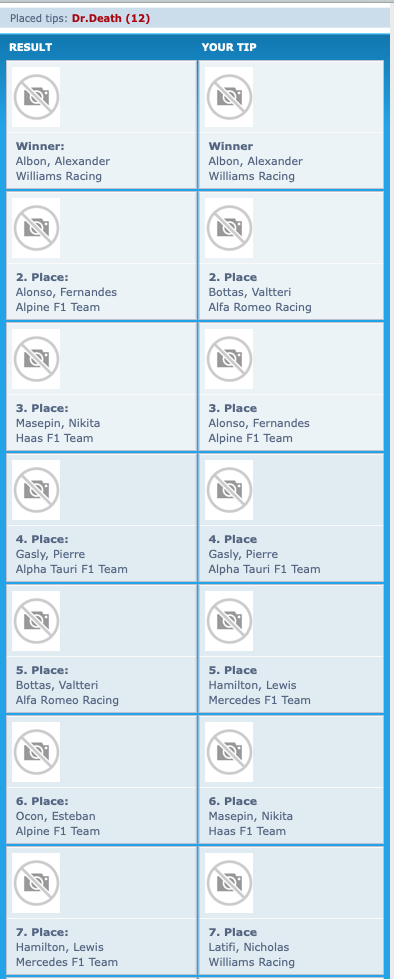 Placed tips: Dr.Death (12)
RESULT
YOUR TIP
Winner:
Albon, Alexander
Williams Racing
Winner
Albon, Alexander
Williams Racing
2. Place:
Alonso, Fernandes
Alpine F1 Team
2. Place
Bottas, Valtteri
Alfa Romeo Racing
3. Place:
Masepin, Nikita
Haas F1 Team
3. Place
Alonso, Fernandes
Alpine F1 Team
4. Place:
Gasly, Pierre
Alpha Tauri F1 Team
4. Place
Gasly, Pierre
Alpha Tauri F1 Team
5. Place:
Bottas, Valtteri
Alfa Romeo Racing
5. Place
Hamilton, Lewis
Mercedes F1 Team
6. Place:
Ocon, Esteban
Alpine F1 Team
6. Place
Masepin, Nikita
Haas F1 Team
7. Place:
Hamilton, Lewis
Mercedes F1 Team
7. Place
Latifi, Nicholas
Williams Racing